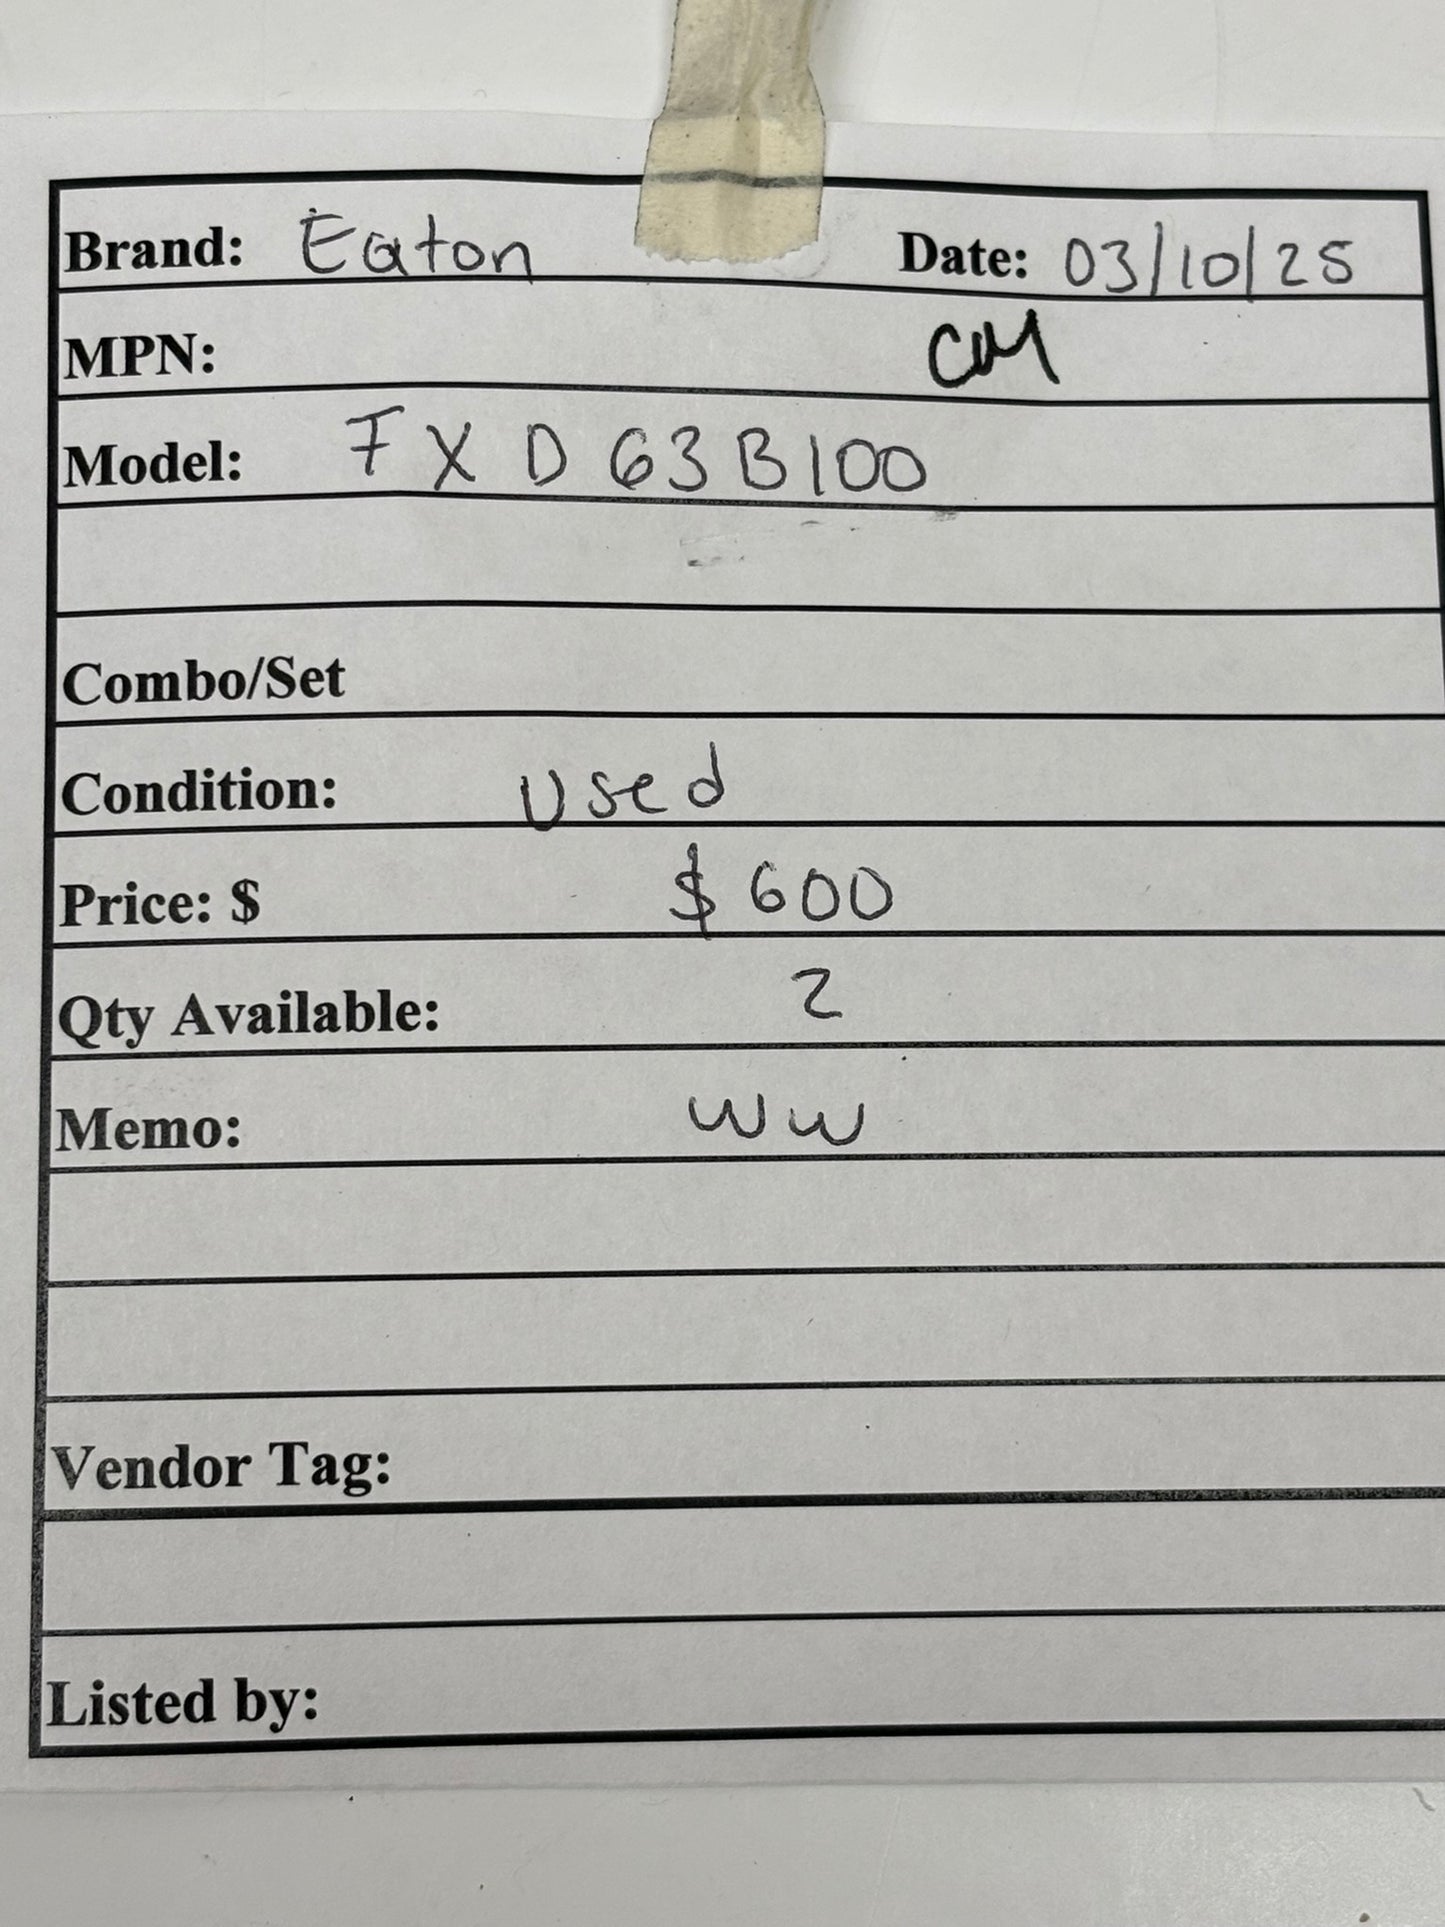 Brand: Eaton Date: 03/10/25
MPN: CM
Model: FXD63B100
Combo/Set
Condition: Used
Price: $ $600
Qty Available: 2
Memo: WW
Vendor Tag:
Listed by: